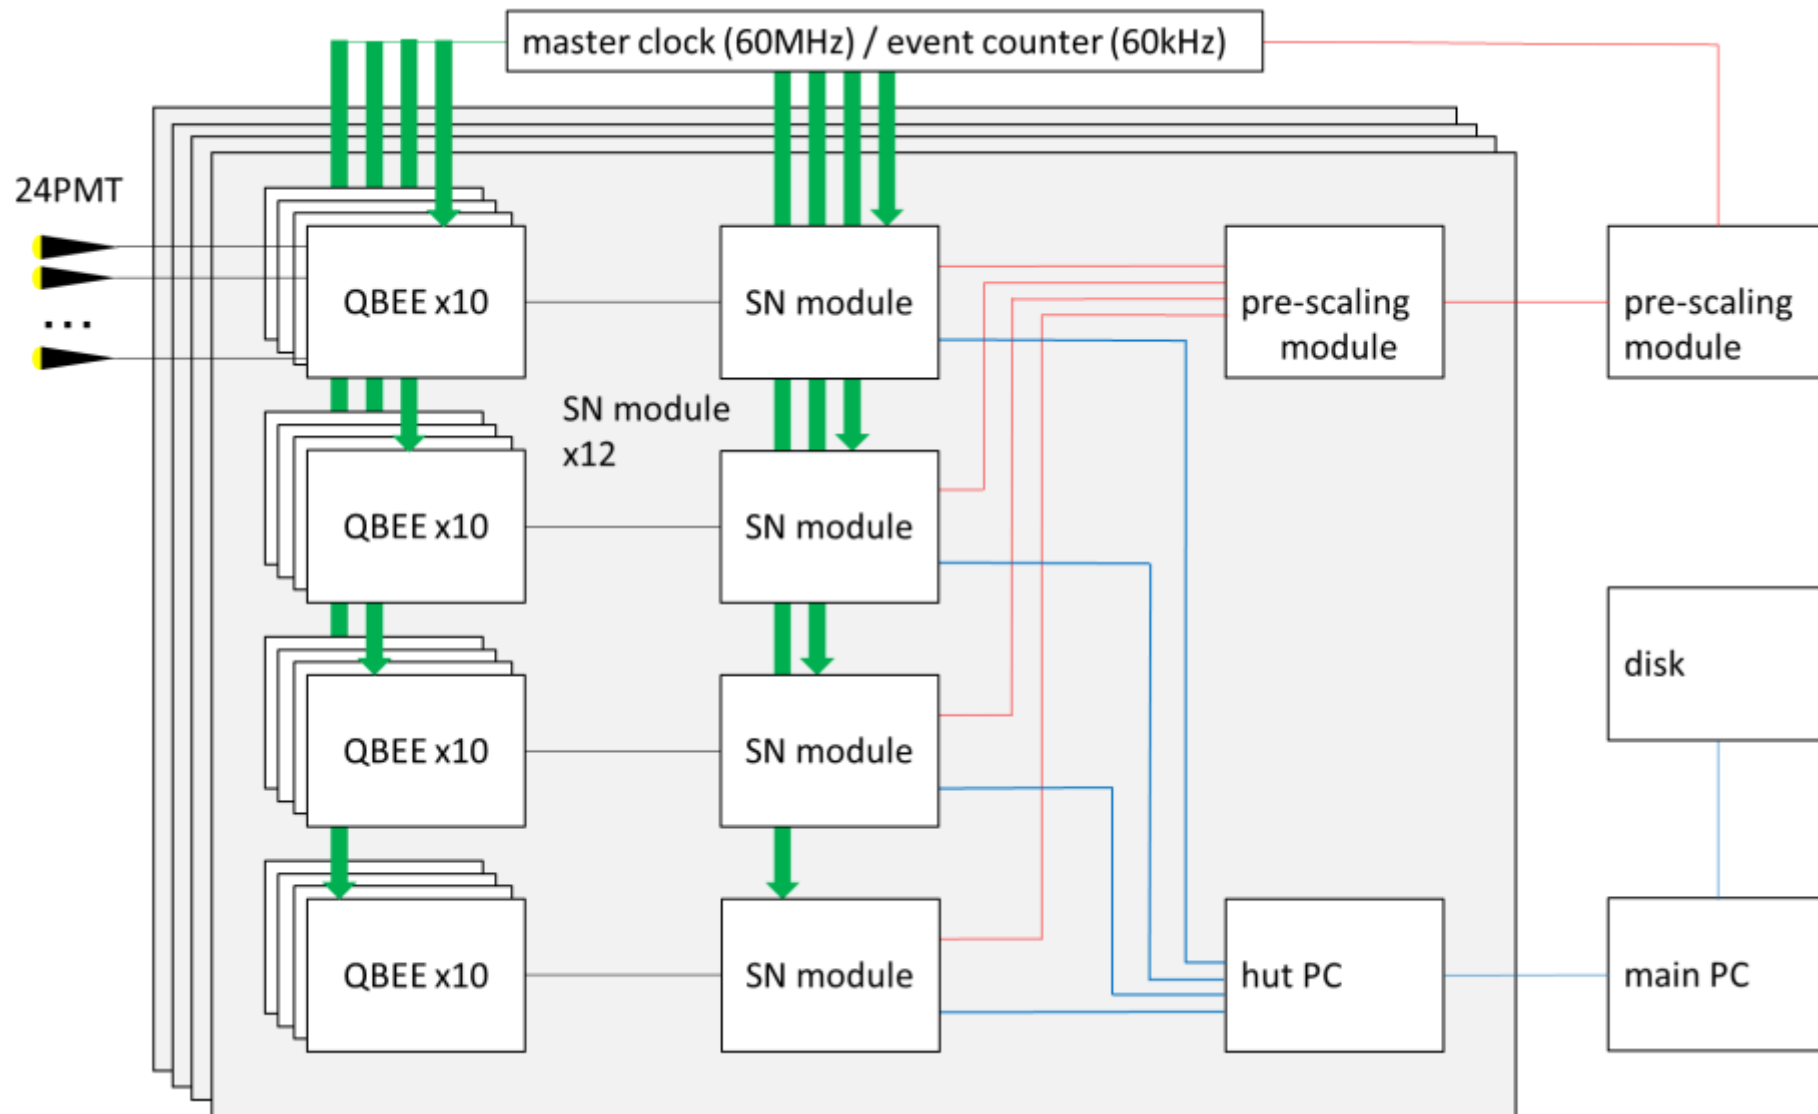 master clock (60MHz) / event counter (60kHz)
24PMT
...
QBEE x10
SN module
pre-scaling
module
pre-scaling
module
SN module
x12
QBEE x10
SN module
disk
QBEE x10
SN module
QBEE x10
SN module
hut PC
main PC